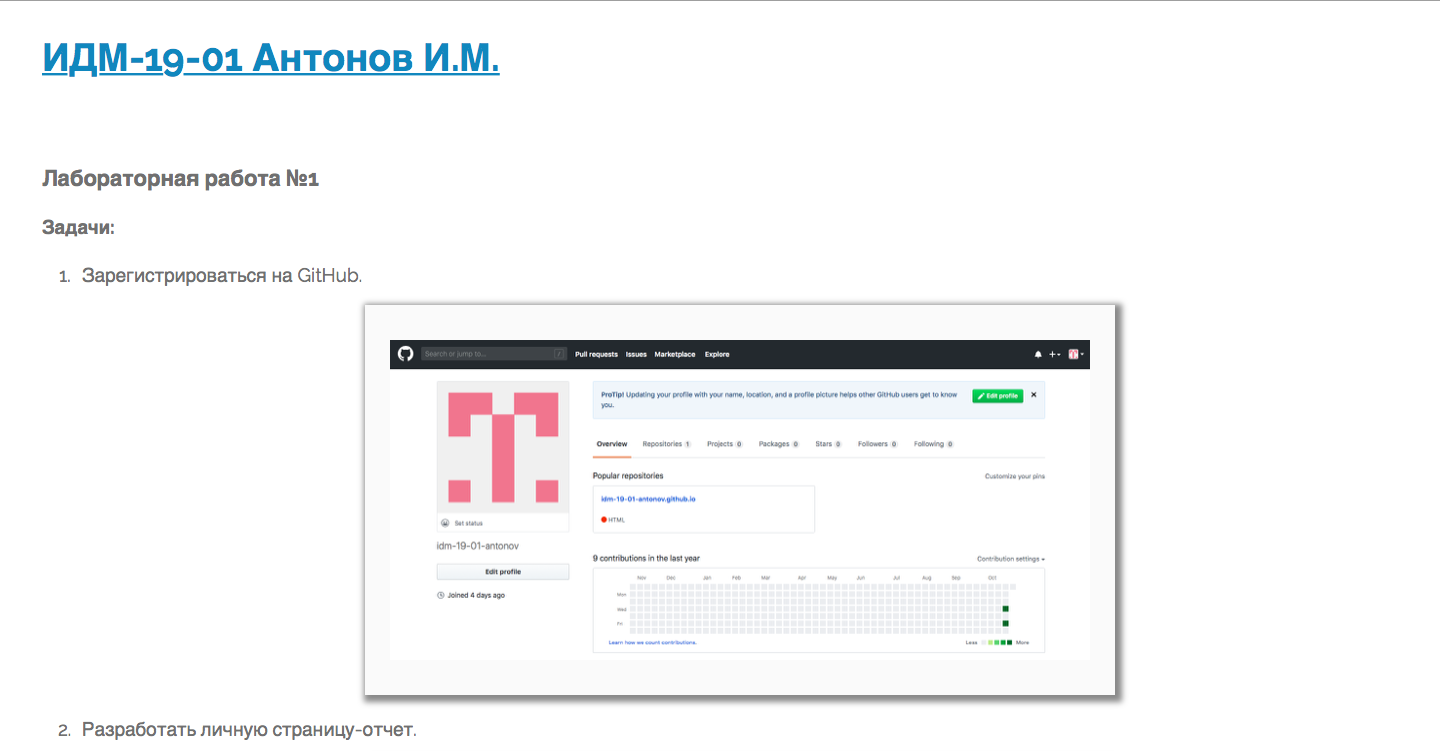 ИДМ-19-01 Антонов И.М.
Лабораторная работа №1
Задачи:
1. Зарегистрироваться на GitHub.
Search or jump to... /
Pull requests Issues Marketplace Explore
ProTip! Updating your profile with your name, location, and a profile picture helps other GitHub users get to know
you.
Edit profile
Overview Repositories 1 Projects 0 Packages 0 Stars 0 Followers 0 Following 0
Popular repositories
Customize your pins
idm-19-01-antonov.github.io
HTML
Set status
idm-19-01-antonov
Edit profile
Joined 4 days ago
9 contributions in the last year
Contribution settings
Nov Dec Jan Feb Mar Apr May Jun Jul Aug Sep Oct
Mon
Wed
Fri
Learn how we count contributions.
Less More
2. Разработать личную страницу-отчет.